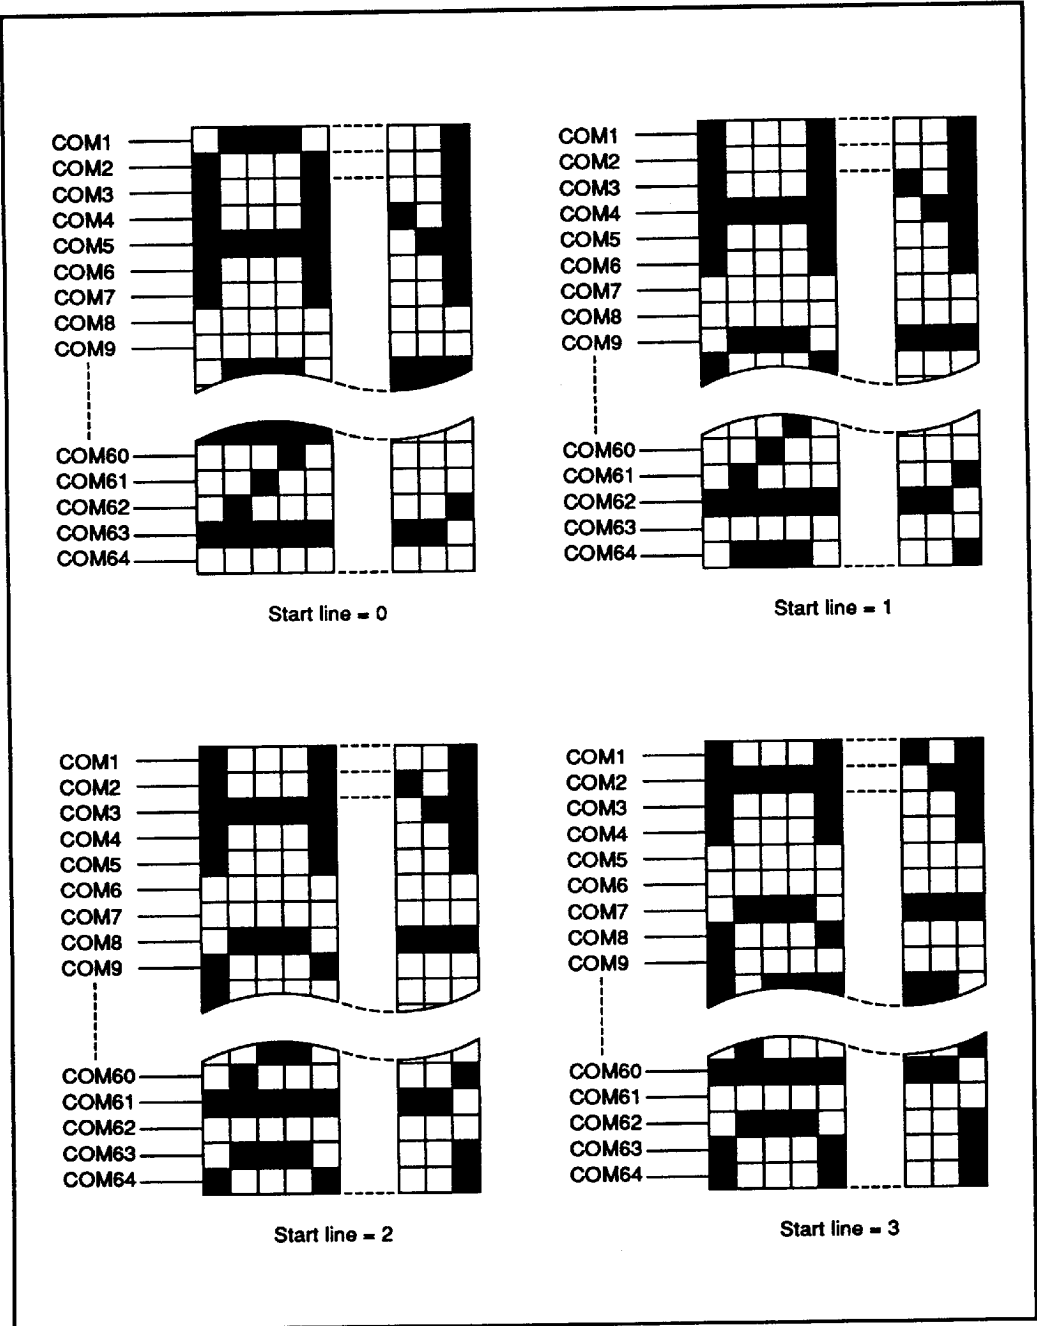 COM1
COM2
COM3
COM4
COM5
COM6
COM7
COM8
COM9
COM60
COM61
COM62
COM63
COM64
Start line = 0
COM1
COM2
COM3
COM4
COM5
COM6
COM7
COM8
COM9
COM60
COM61
COM62
COM63
COM64
Start line = 1
COM1
COM2
COM3
COM4
COM5
COM6
COM7
COM8
COM9
COM60
COM61
COM62
COM63
COM64
Start line = 2
COM1
COM2
COM3
COM4
COM5
COM6
COM7
COM8
COM9
COM60
COM61
COM62
COM63
COM64
Start line = 3